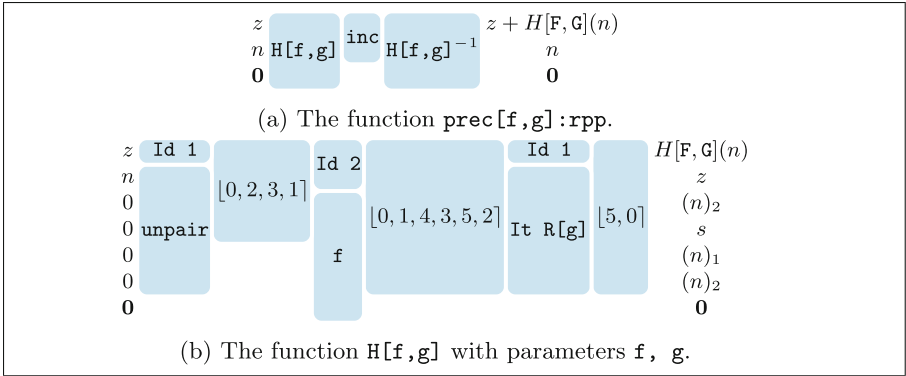 z z + H[F, G](n)
n H[f,g] inc H[f,g]⁻¹ n
0 0
(a) The function prec[f,g]:rpp.
z Id 1 Id 1 H[F, G](n)
n Id 2 z
0 ⌊0, 2, 3, 1⌉ (n)₂
0 unpair ⌊0, 1, 4, 3, 5, 2⌉ It R[g] ⌊5, 0⌉ s
0 f (n)₁
0 (n)₂
0 0
(b) The function H[f,g] with parameters f, g.